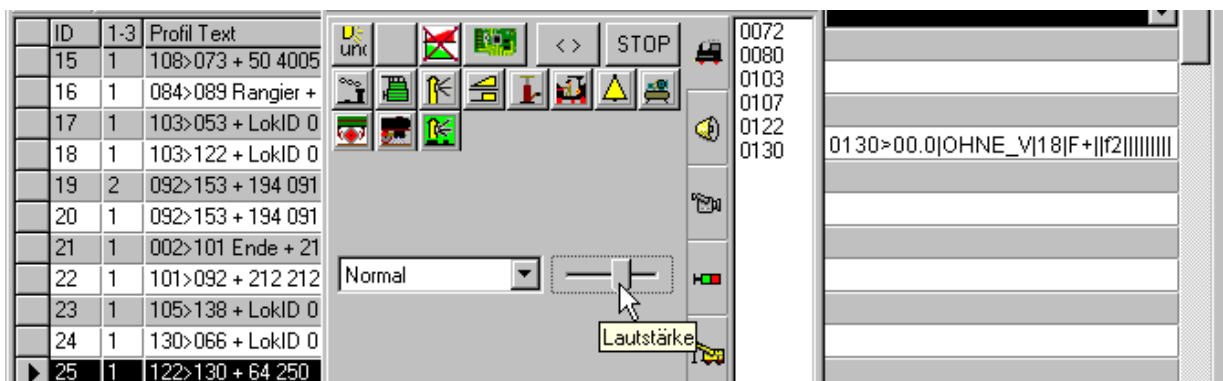 ID 1-3 Profil Text
15 1 108>073 + 50 4005
16 1 084>089 Rangier +
17 1 103>053 + LokID 0
18 1 103>122 + LokID 0
19 2 092>153 + 194 091
20 1 092>153 + 194 091
21 1 002>101 Ende + 21
22 1 101>092 + 212 212
23 1 105>138 + LokID 0
24 1 130>066 + LokID 0
25 1 122>130 + 64 250
und
<> STOP
Normal
Lautstärke
0072
0080
0103
0107
0122
0130
0130>00.0|OHNE_V|18|F+||f2|||||||||